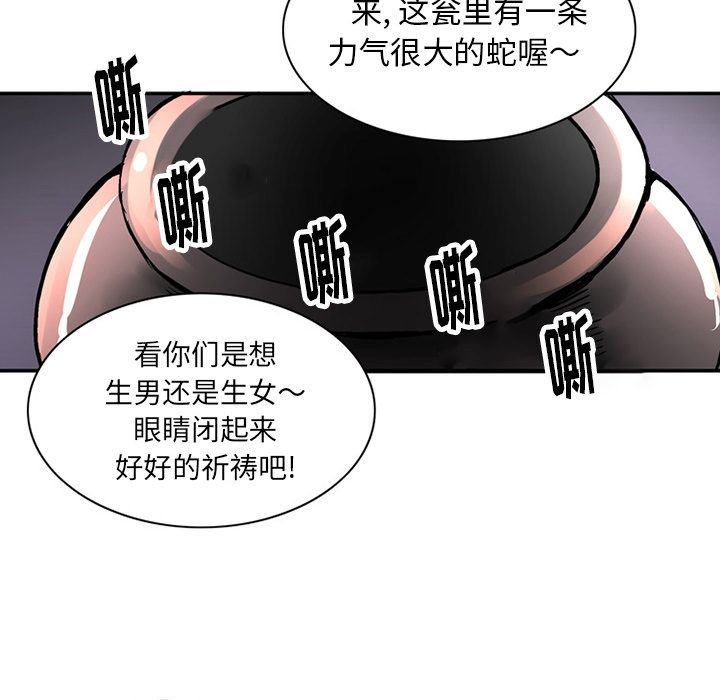 来, 这瓮里有一条
力气很大的蛇喔～
嘶
嘶
嘶
嘶
嘶
看你们是想
生男还是生女～
眼睛闭起来
好好的祈祷吧!